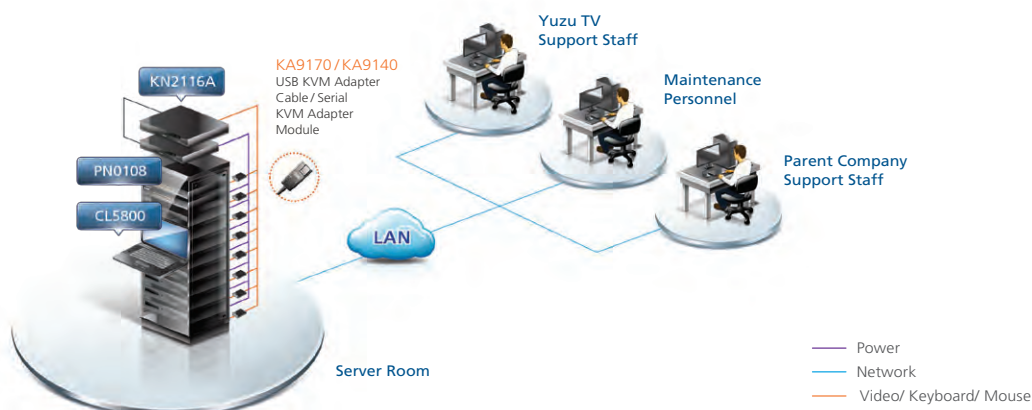 Yuzu TV
Support Staff
KA9170/KA9140
USB KVM Adapter
Cable/Serial
KVM Adapter
Module
KN2116A
Maintenance
Personnel
PN0108
Parent Company
Support Staff
CL5800
LAN
Server Room
Power
Network
Video/ Keyboard/ Mouse